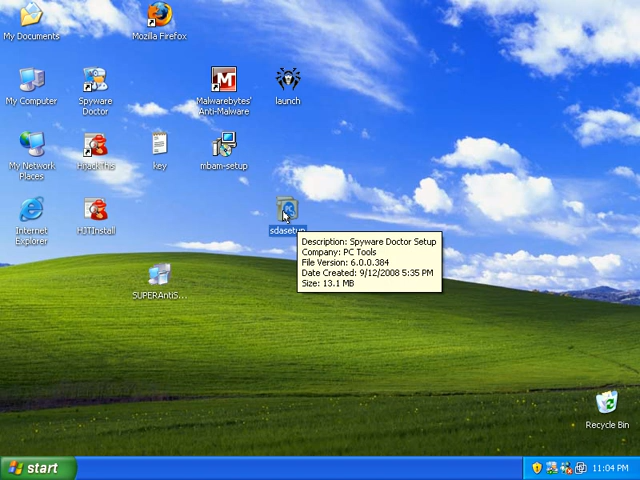 My Documents
Mozilla Firefox
My Computer
Spyware
Doctor
Malwarebytes'
Anti-Malware
launch
My Network
Places
HijackThis
key
mbam-setup
Internet
Explorer
HJTInstall
sdasetup
Description: Spyware Doctor Setup
Company: PC Tools
File Version: 6.0.0.384
Date Created: 9/12/2008 5:35 PM
Size: 13.1 MB
SUPERAntiS...
Recycle Bin
start
11:04 PM